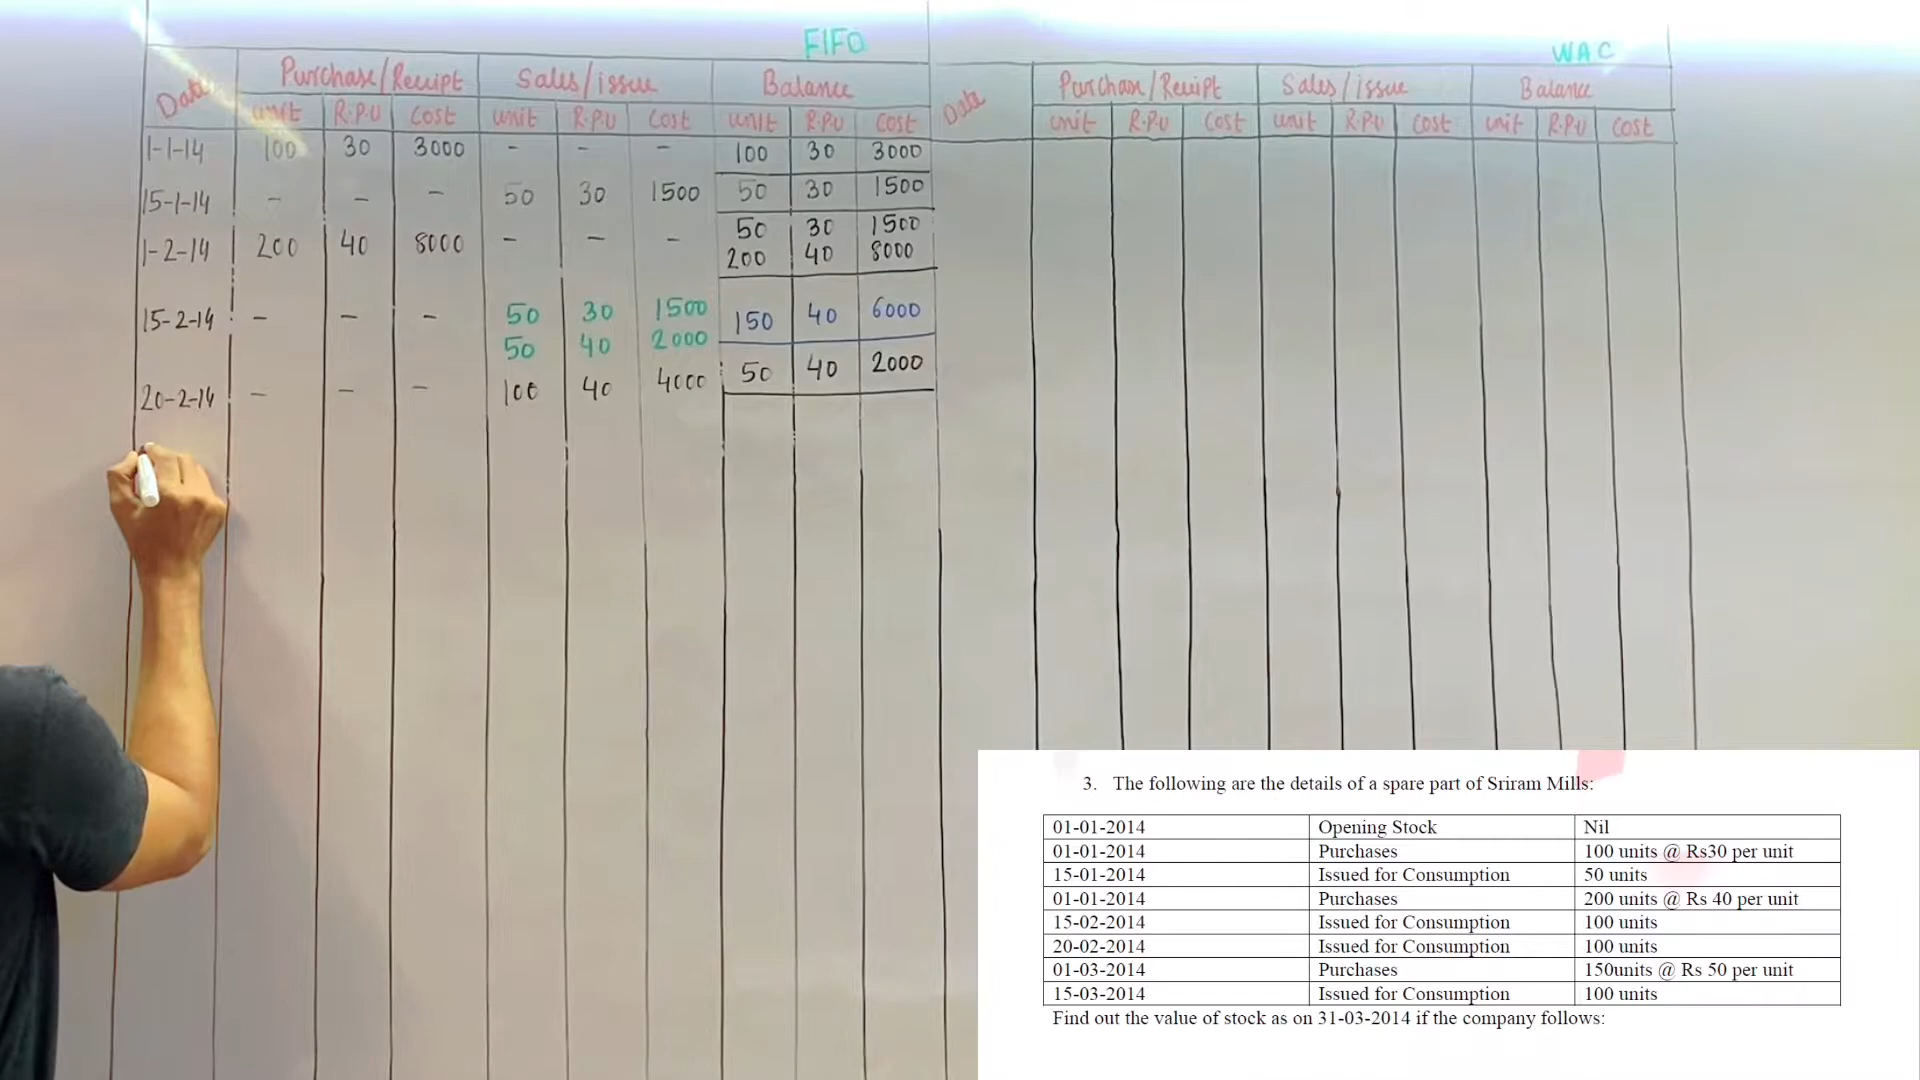 FIFO
Date Purchase/Receipt Sales/issue Balance
unit R.P.U Cost unit R.P.U Cost unit R.P.U Cost
1-1-14 100 30 3000 - - - 100 30 3000
15-1-14 - - - 50 30 1500 50 30 1500
50 30 1500
1-2-14 200 40 8000 - - - 200 40 8000
15-2-14 - - - 50 30 1500 150 40 6000
50 40 2000
20-2-14 - - - 100 40 4000 50 40 2000
WAC
Date Purchase/Receipt Sales/issue Balance
unit R.P.U Cost unit R.P.U Cost unit R.P.U Cost
3. The following are the details of a spare part of Sriram Mills:
01-01-2014 Opening Stock Nil
01-01-2014 Purchases 100 units @ Rs30 per unit
15-01-2014 Issued for Consumption 50 units
01-01-2014 Purchases 200 units @ Rs 40 per unit
15-02-2014 Issued for Consumption 100 units
20-02-2014 Issued for Consumption 100 units
01-03-2014 Purchases 150units @ Rs 50 per unit
15-03-2014 Issued for Consumption 100 units
Find out the value of stock as on 31-03-2014 if the company follows: